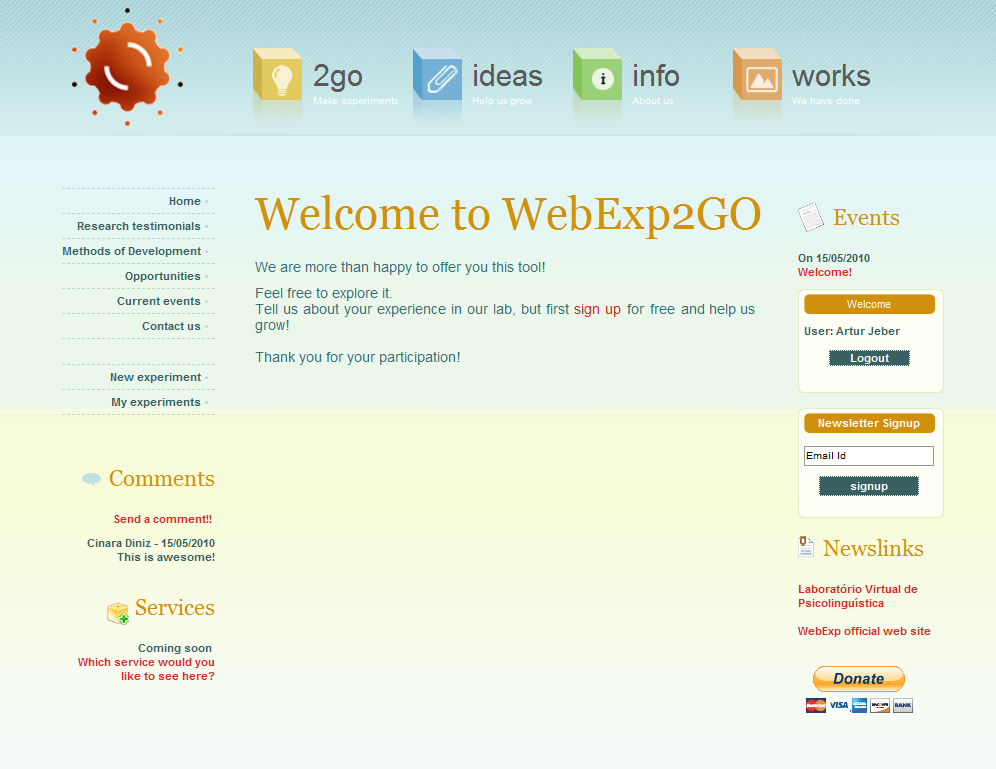 2go
Make experiments
ideas
Help us grow
info
About us
works
We have done
Home
Research testimonials
Methods of Development
Opportunities
Current events
Contact us
New experiment
My experiments
Comments
Send a comment!!
Cinara Diniz - 15/05/2010
This is awesome!
Services
Coming soon
Which service would you
like to see here?
Welcome to WebExp2GO
We are more than happy to offer you this tool!
Feel free to explore it.
Tell us about your experience in our lab, but first sign up for free and help us
grow!
Thank you for your participation!
Events
On 15/05/2010
Welcome!
Welcome
User: Artur Jeber
Logout
Newsletter Signup
Email Id
signup
Newslinks
Laboratório Virtual de
Psicolinguística
WebExp official web site
Donate
MasterCard VISA BANK